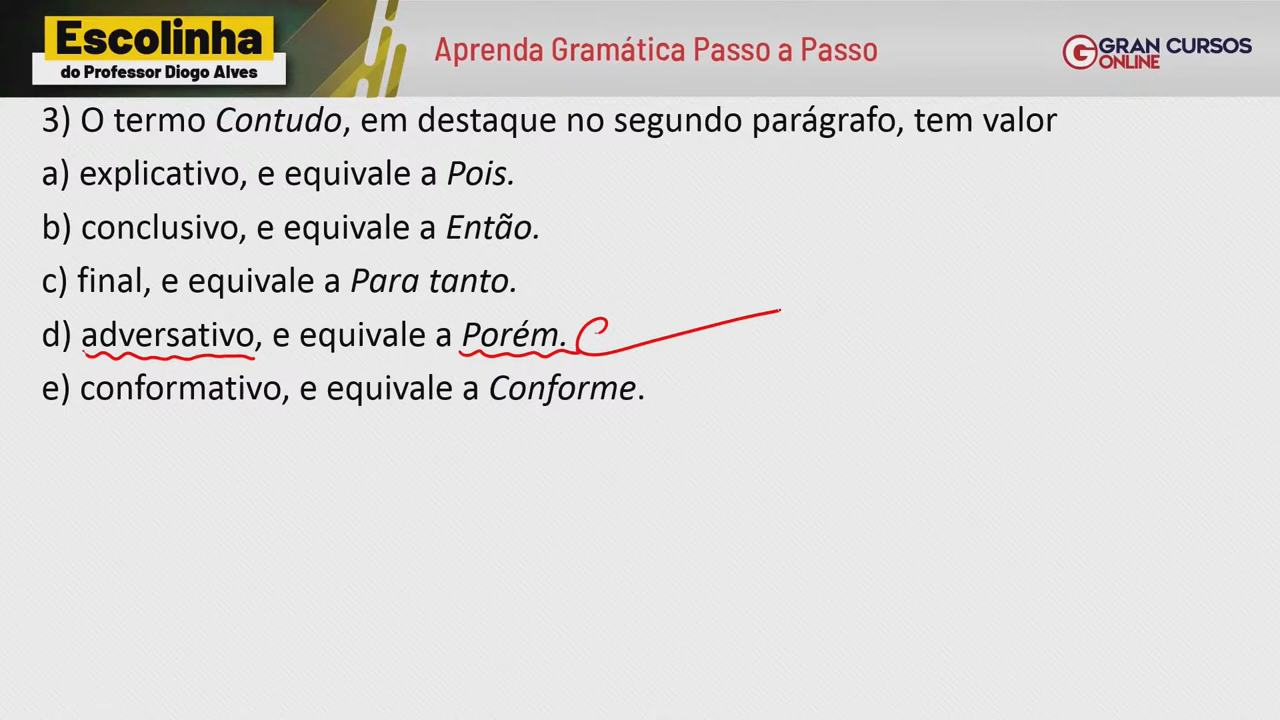 Escolinha
do Professor Diogo Alves
Aprenda Gramática Passo a Passo
GRAN CURSOS
ONLINE
3) O termo Contudo, em destaque no segundo parágrafo, tem valor
a) explicativo, e equivale a Pois.
b) conclusivo, e equivale a Então.
c) final, e equivale a Para tanto.
d) adversativo, e equivale a Porém.
e) conformativo, e equivale a Conforme.